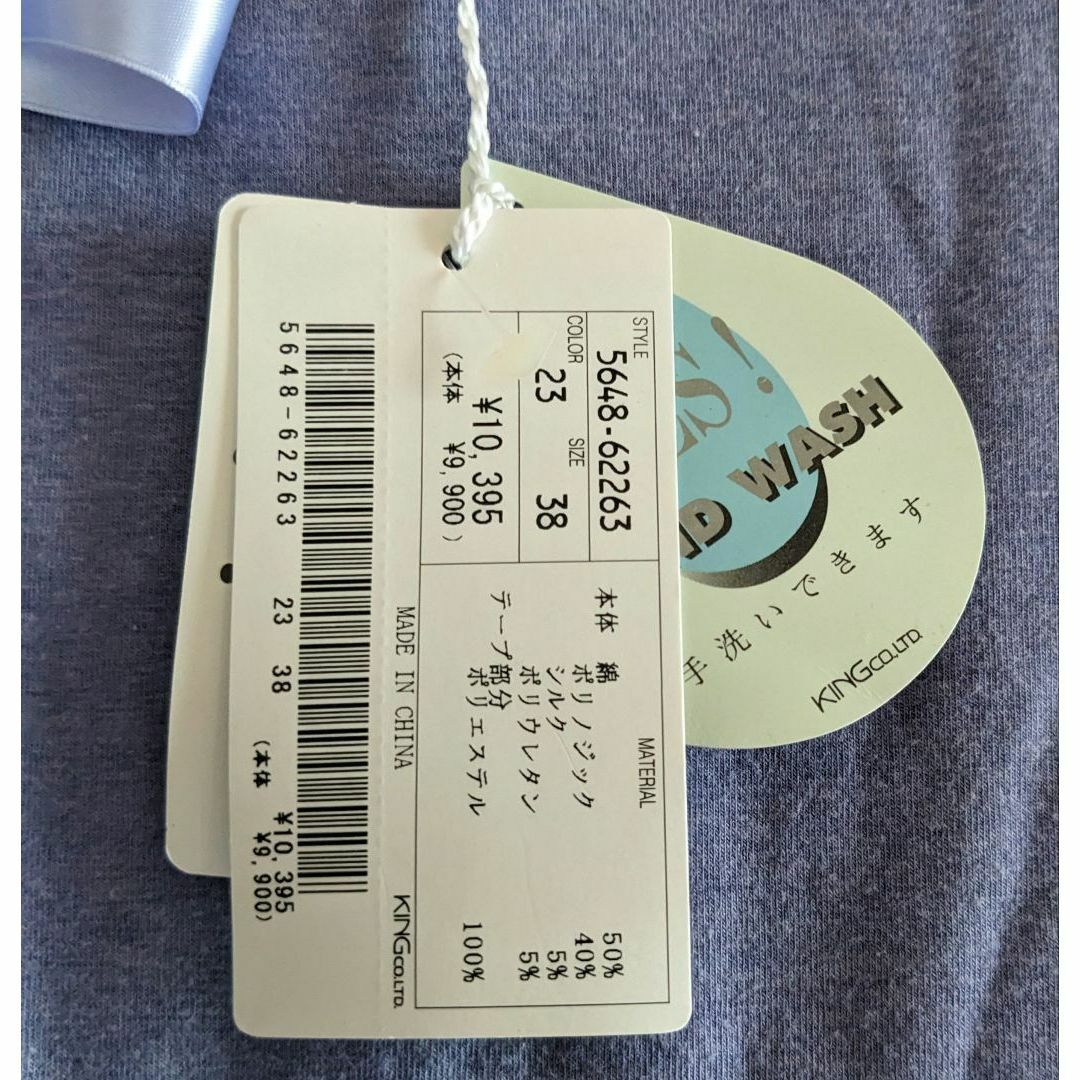 STYLE 5648-62263
COLOR 23 SIZE 38
¥10,395
(本体 ¥9,900)
MATERIAL
本体 綿 50%
ポリノジック 40%
シルク 5%
ポリウレタン 5%
テープ部分
ポリエステル 100%
MADE IN CHINA
KING CO.,LTD.
5648-62263 23 38 ¥10,395
(本体 ¥9,900)
WASH
手洗いできます
KING CO.,LTD.